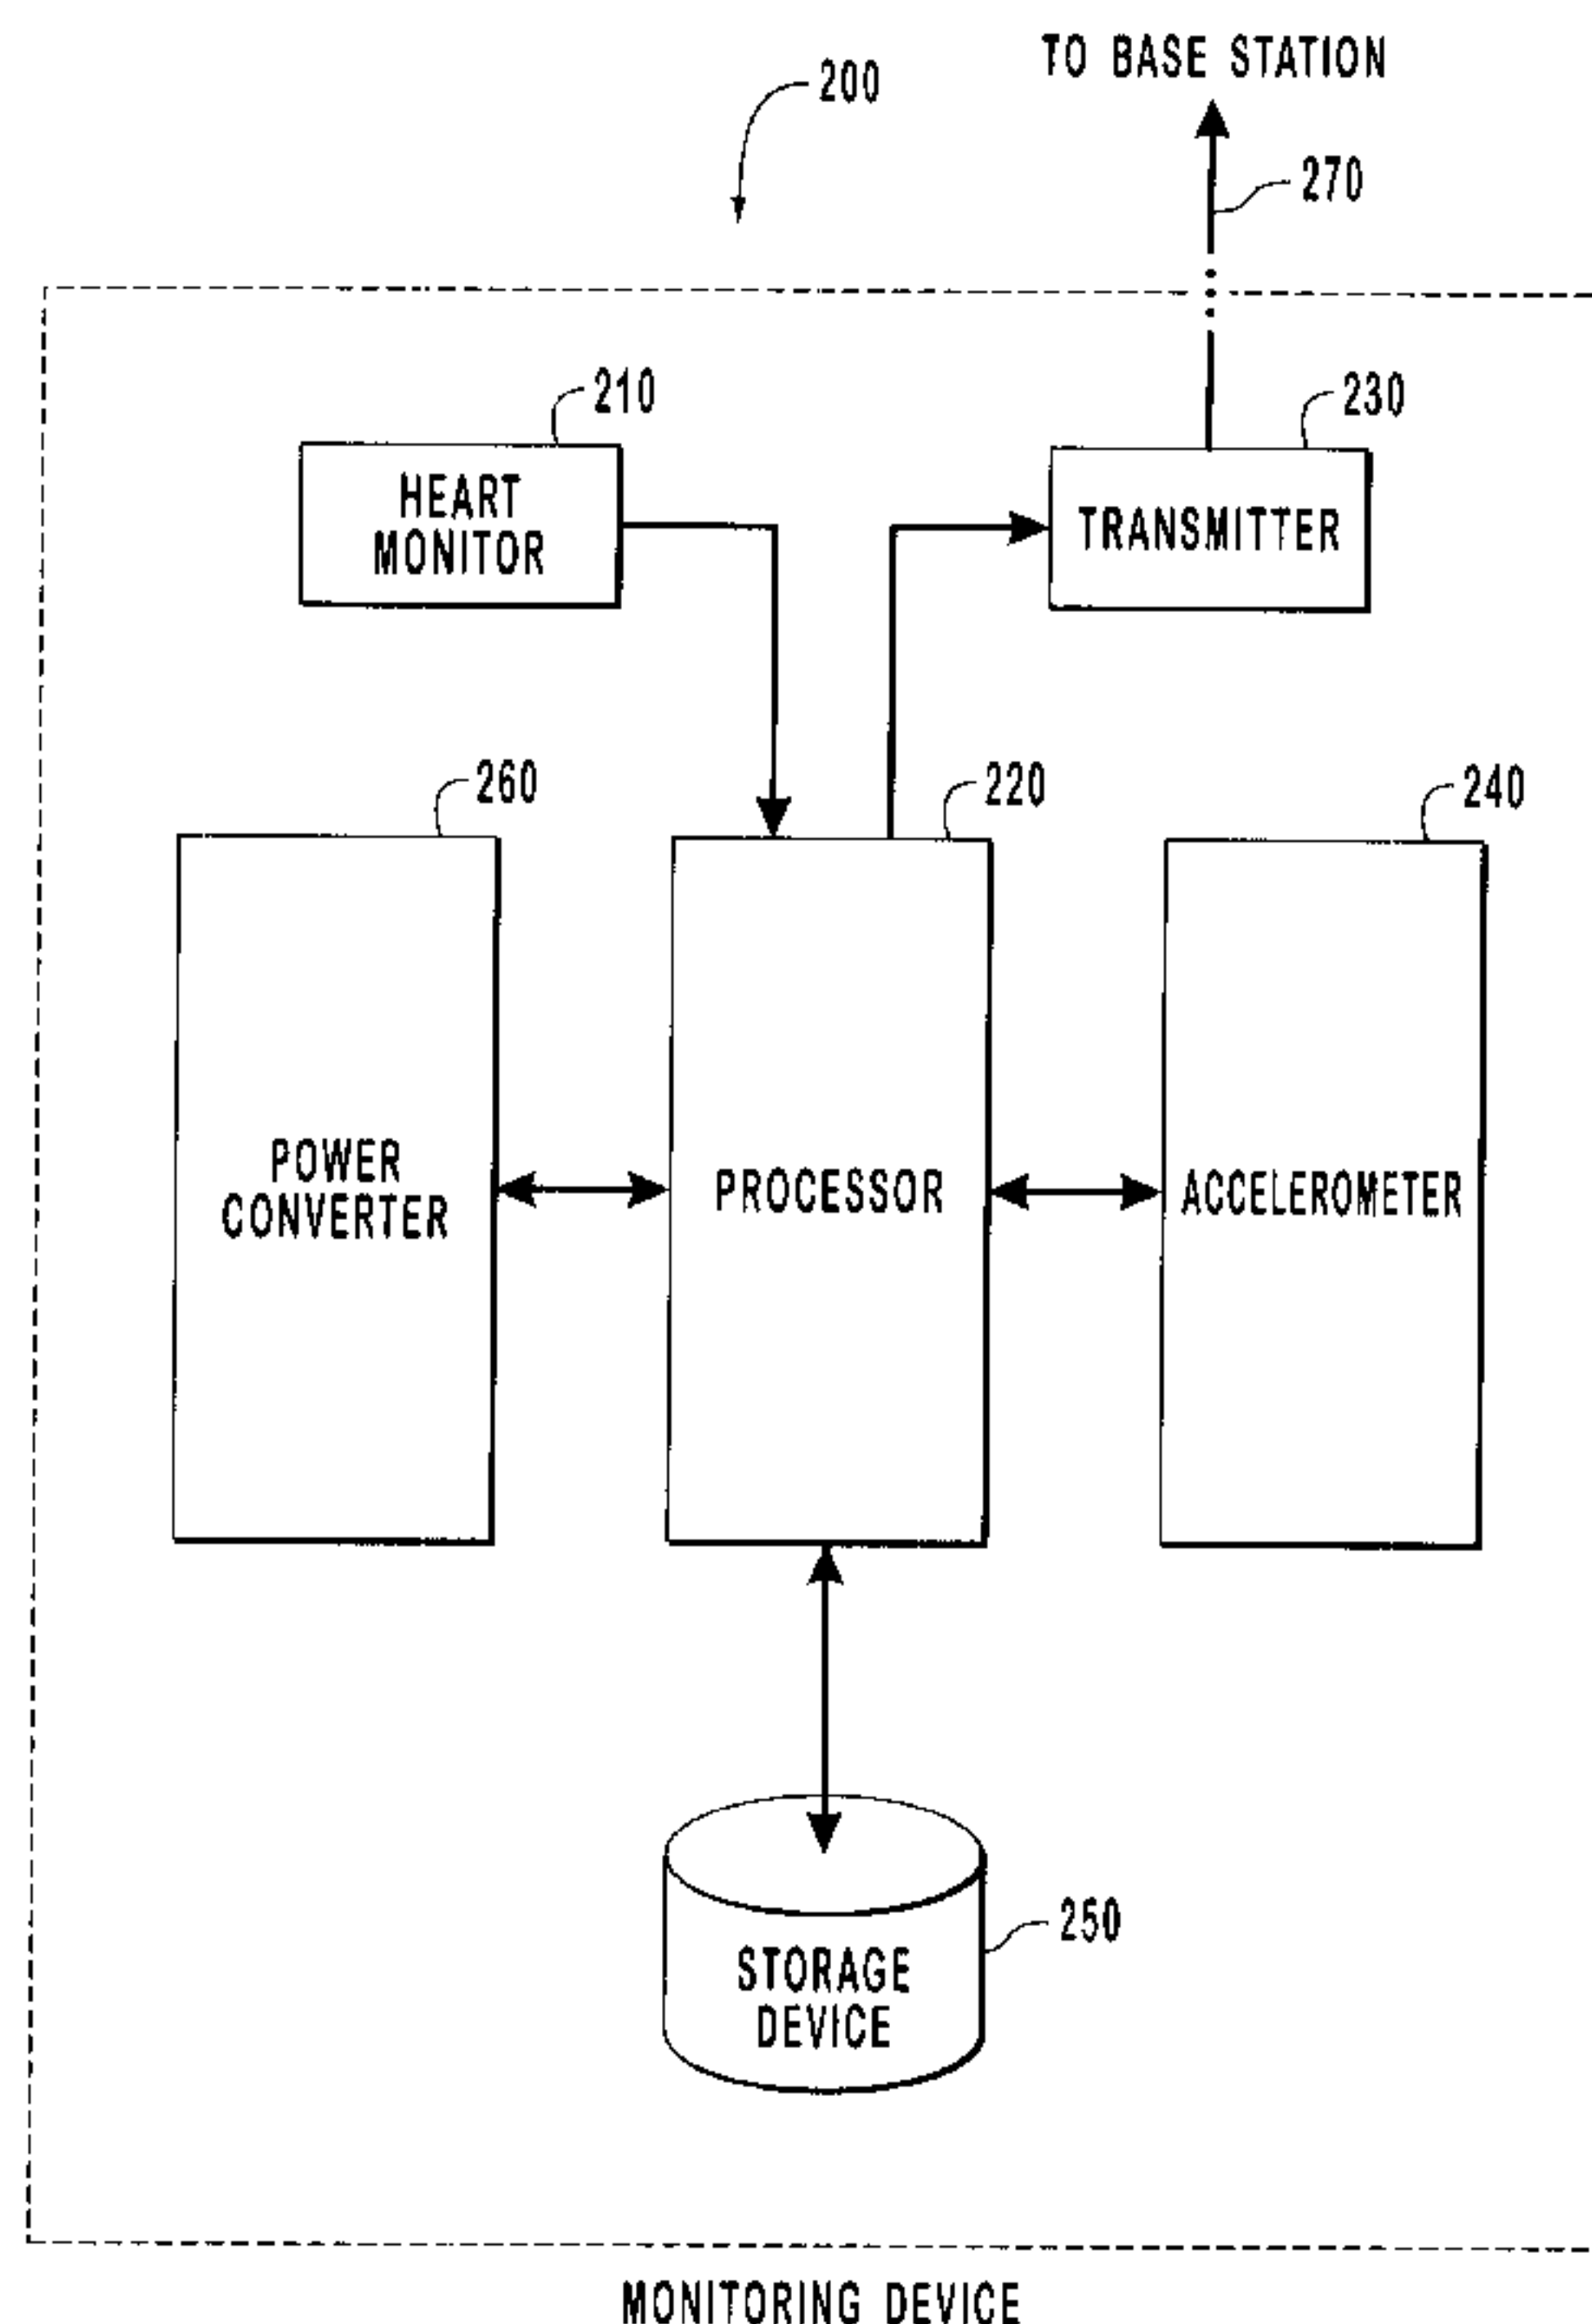 TO BASE STATION
200
270
210
230
HEART
MONITOR
TRANSMITTER
260
220
240
POWER
CONVERTER
PROCESSOR
ACCELEROMETER
250
STORAGE
DEVICE
MONITORING DEVICE